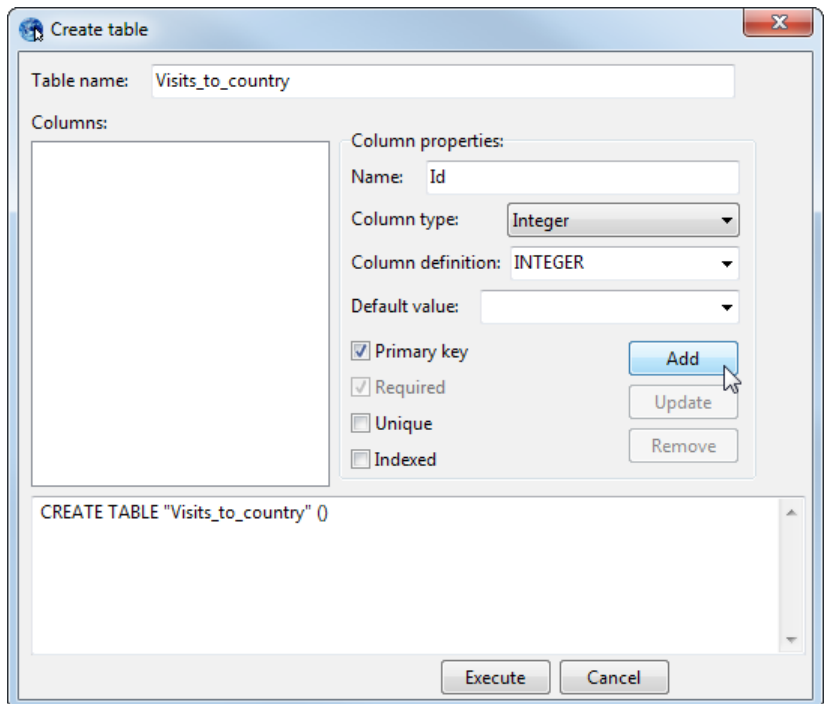 Create table
Table name: Visits_to_country
Columns:
Column properties:
Name: Id
Column type: Integer
Column definition: INTEGER
Default value:
Primary key
Add
Required
Update
Unique
Remove
Indexed
CREATE TABLE "Visits_to_country" ()
Execute Cancel